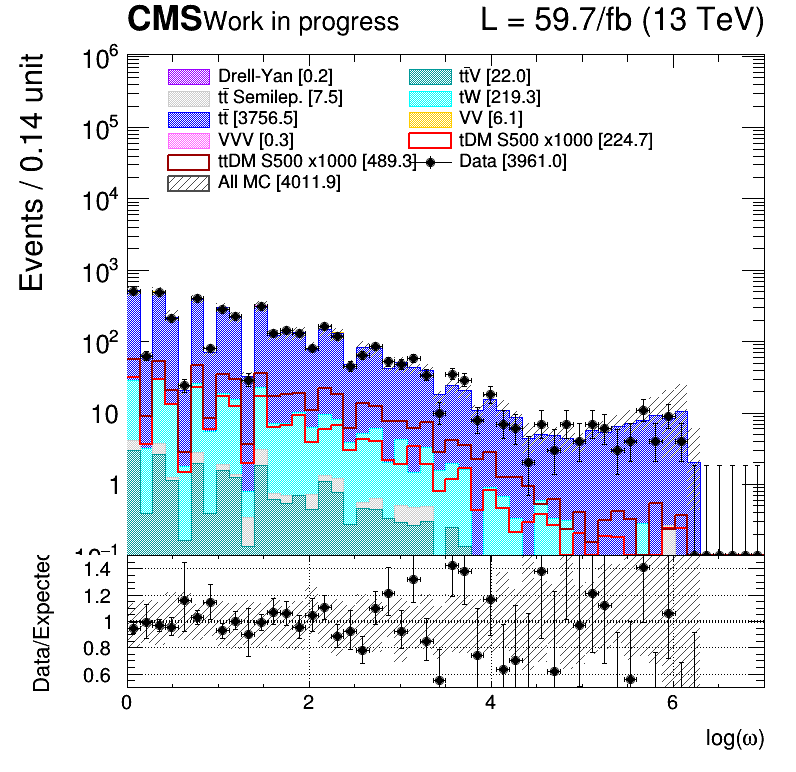 CMS Work in progress L = 59.7/fb (13 TeV)
Events / 0.14 unit
10^6
10^5
10^4
10^3
10^2
10
1
10^-1
Drell-Yan [0.2]
tt̄V [22.0]
tt̄ Semilep. [7.5]
tW [219.3]
tt̄ [3756.5]
VV [6.1]
VVV [0.3]
tDM S500 x1000 [224.7]
ttDM S500 x1000 [489.3]
Data [3961.0]
All MC [4011.9]
Data/Expected
1.4
1.2
1
0.8
0.6
0 2 4 6
log(ω)